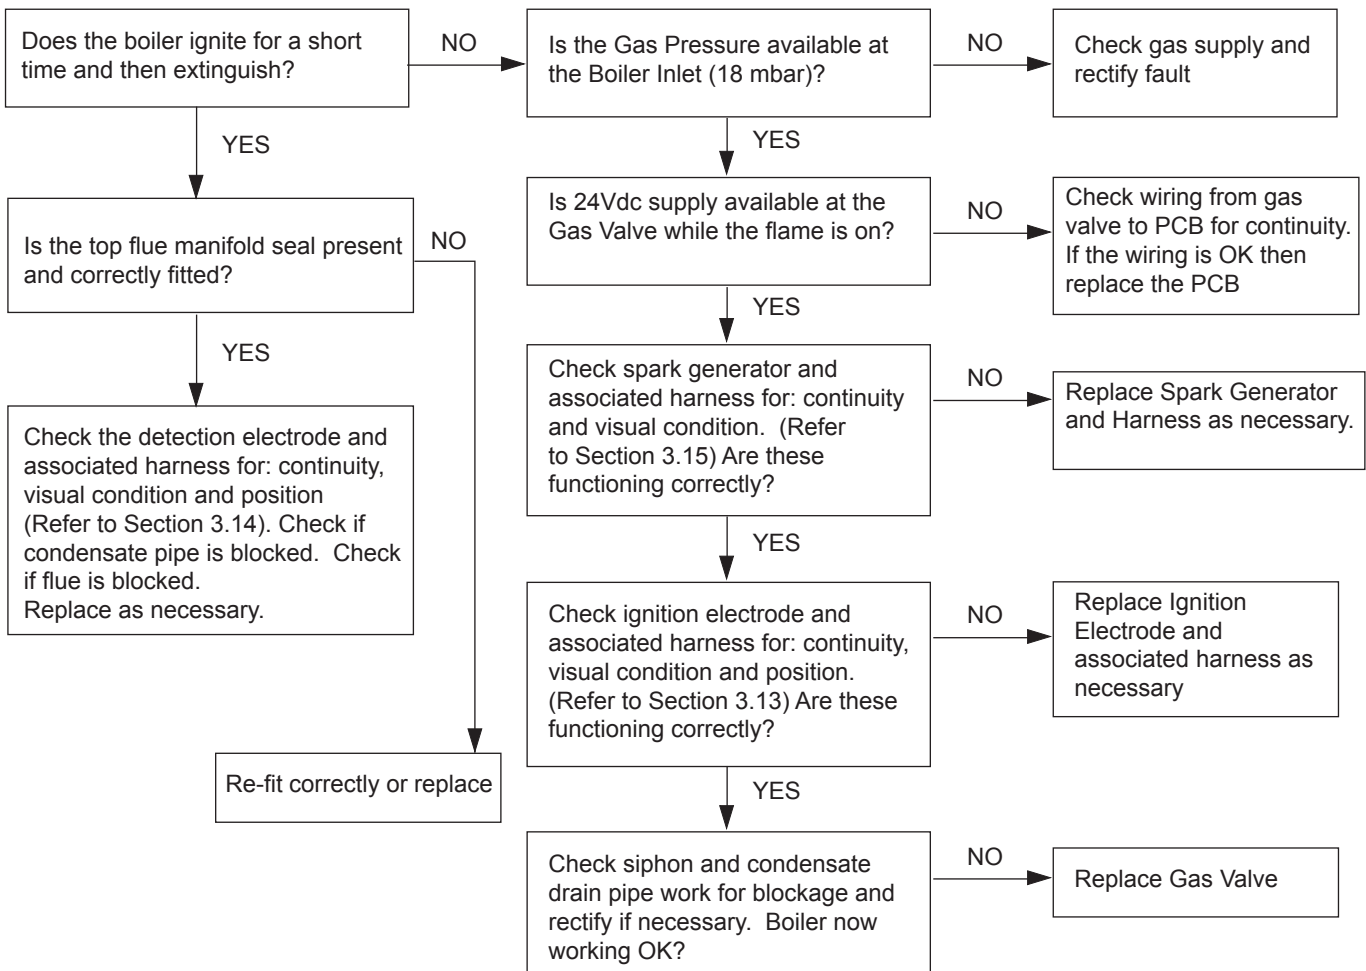 Does the boiler ignite for a short
time and then extinguish?
NO
Is the Gas Pressure available at
the Boiler Inlet (18 mbar)?
NO
Check gas supply and
rectify fault
YES
YES
Is the top flue manifold seal present
and correctly fitted?
NO
Is 24Vdc supply available at the
Gas Valve while the flame is on?
NO
Check wiring from gas
valve to PCB for continuity.
If the wiring is OK then
replace the PCB
YES
YES
Check the detection electrode and
associated harness for: continuity,
visual condition and position
(Refer to Section 3.14). Check if
condensate pipe is blocked.  Check
if flue is blocked.
Replace as necessary.
Check spark generator and
associated harness for: continuity
and visual condition.  (Refer
to Section 3.15) Are these
functioning correctly?
NO
Replace Spark Generator
and Harness as necessary.
YES
Check ignition electrode and
associated harness for: continuity,
visual condition and position.
(Refer to Section 3.13) Are these
functioning correctly?
NO
Replace Ignition
Electrode and
associated harness as
necessary
Re-fit correctly or replace
YES
Check siphon and condensate
drain pipe work for blockage and
rectify if necessary.  Boiler now
working OK?
NO
Replace Gas Valve